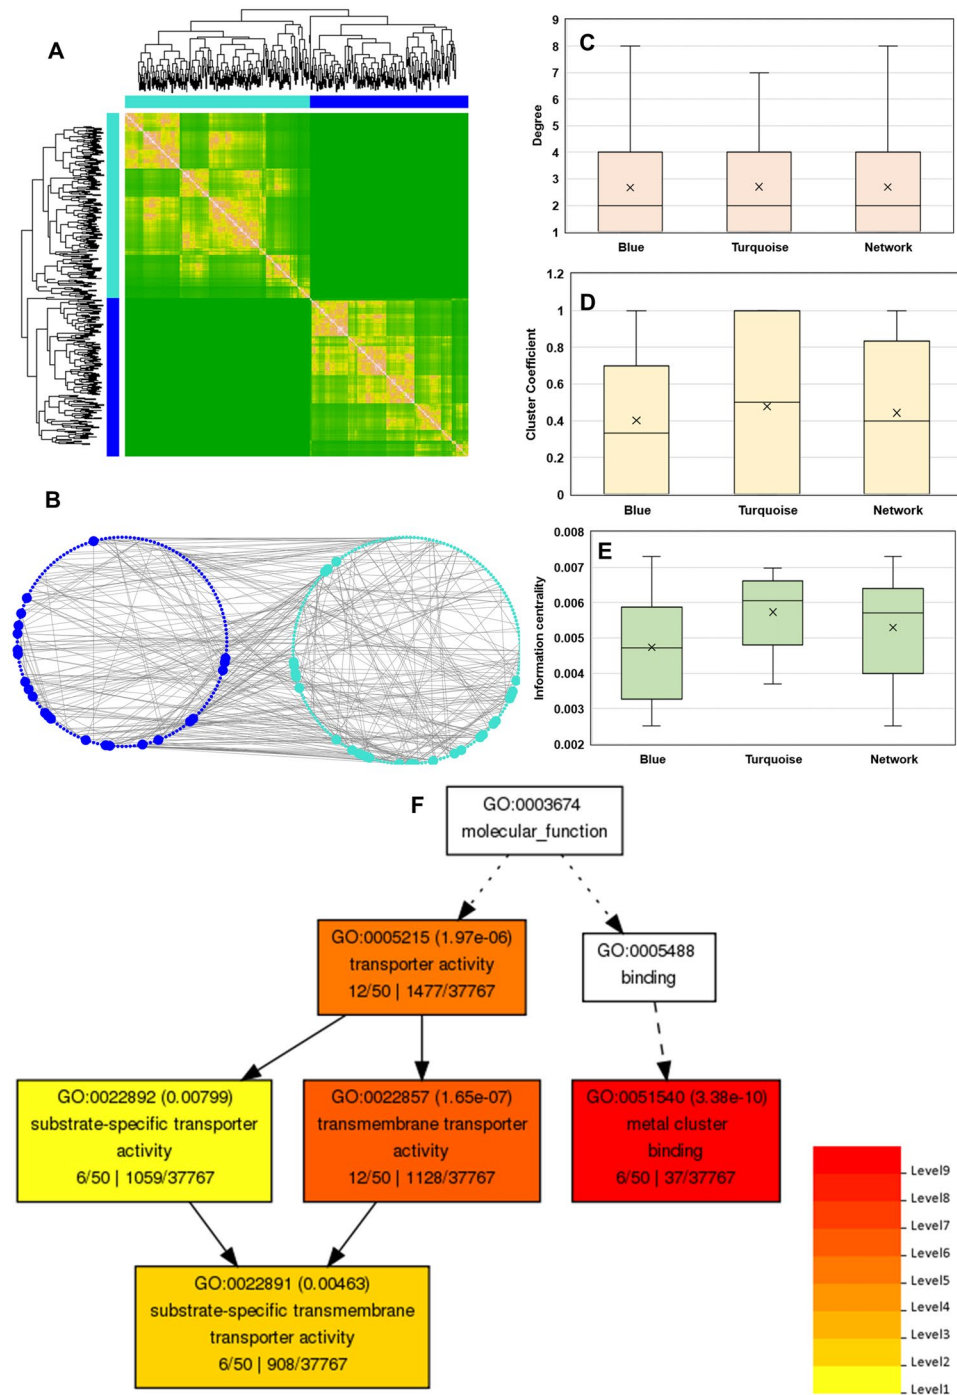 A
C
9
8
7
6
5
4
3
2
1
Degree
Blue
Turquoise
Network
D
1.2
1
0.8
0.6
0.4
0.2
0
Cluster Coefficient
Blue
Turquoise
Network
B
E
0.008
0.007
0.006
0.005
0.004
0.003
0.002
Information centrality
Blue
Turquoise
Network
F
GO:0003674
molecular_function
GO:0005215 (1.97e-06)
transporter activity
12/50 | 1477/37767
GO:0005488
binding
GO:0022892 (0.00799)
substrate-specific transporter
activity
6/50 | 1059/37767
GO:0022857 (1.65e-07)
transmembrane transporter
activity
12/50 | 1128/37767
GO:0051540 (3.38e-10)
metal cluster
binding
6/50 | 37/37767
GO:0022891 (0.00463)
substrate-specific transmembrane
transporter activity
6/50 | 908/37767
Level9
Level8
Level7
Level6
Level5
Level4
Level3
Level2
Level1